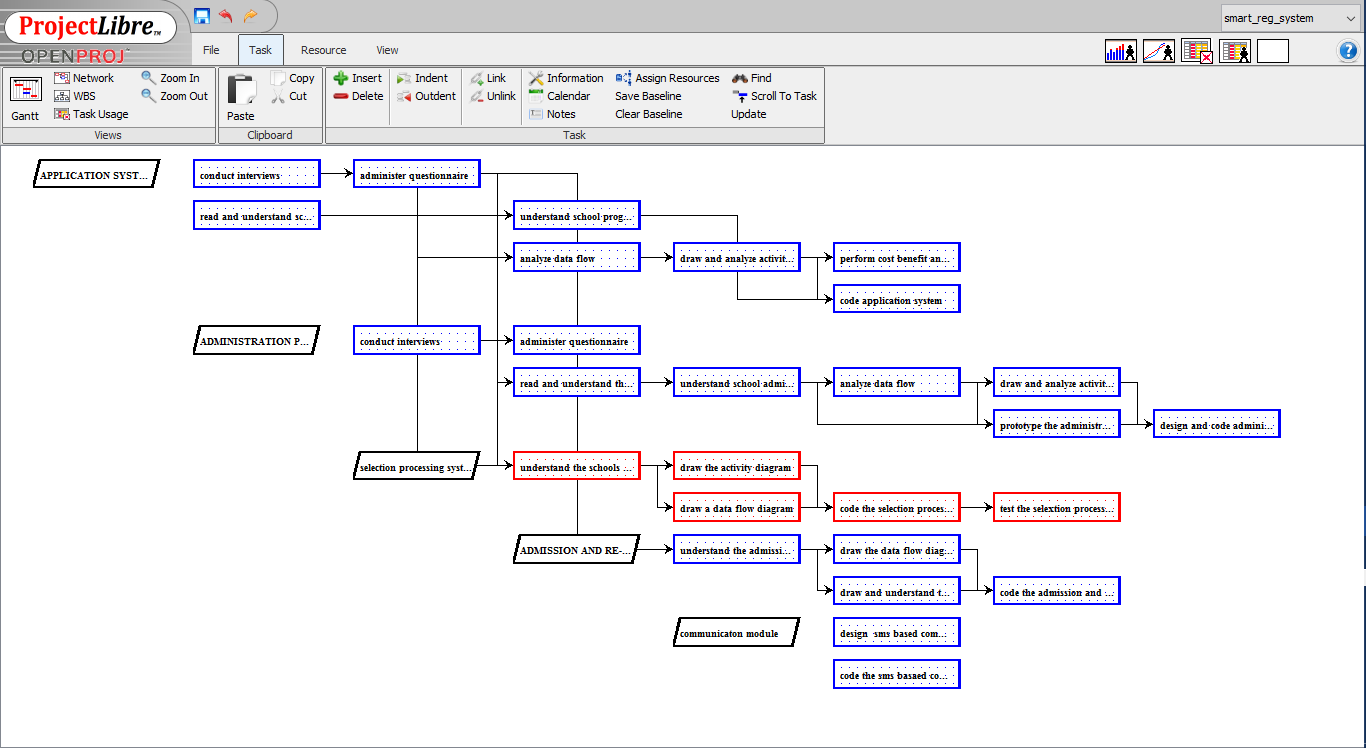 ProjectLibre™
OPENPROJ
smart_reg_system
File
Task
Resource
View
Gantt
Network
WBS
Task Usage
Zoom In
Zoom Out
Views
Paste
Copy
Cut
Clipboard
Insert
Delete
Indent
Outdent
Link
Unlink
Information
Calendar
Notes
Assign Resources
Save Baseline
Clear Baseline
Find
Scroll To Task
Update
Task
APPLICATION SYST...
conduct interviews
administer questionnaire
read and understand sc...
understand school prog...
analyze data flow
draw and analyze activit...
perform cost benefit an...
code application system
ADMINISTRATION P...
conduct interviews
administer questionnaire
read and understand th...
understand school admi...
analyze data flow
draw and analyze activit...
prototype the administr...
design and code admini...
selection processing syst...
understand the schools ...
draw the activity diagram
draw a data flow diagram
code the selection proces...
test the selextion process...
ADMISSION AND RE-...
understand the admissi...
draw the data flow diag...
draw and understand t...
code the admission and ...
communicaton module
design sms based com...
code the sms basaed co...